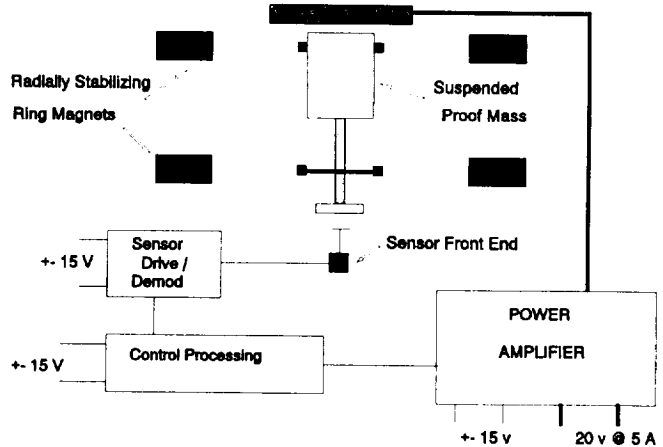 Radially Stabilizing
Ring Magnets
Suspended
Proof Mass
Sensor Front End
Sensor
Drive /
Demod
+- 15 V
Control Processing
+- 15 V
POWER
AMPLIFIER
+- 15 v
20 v @ 5 A